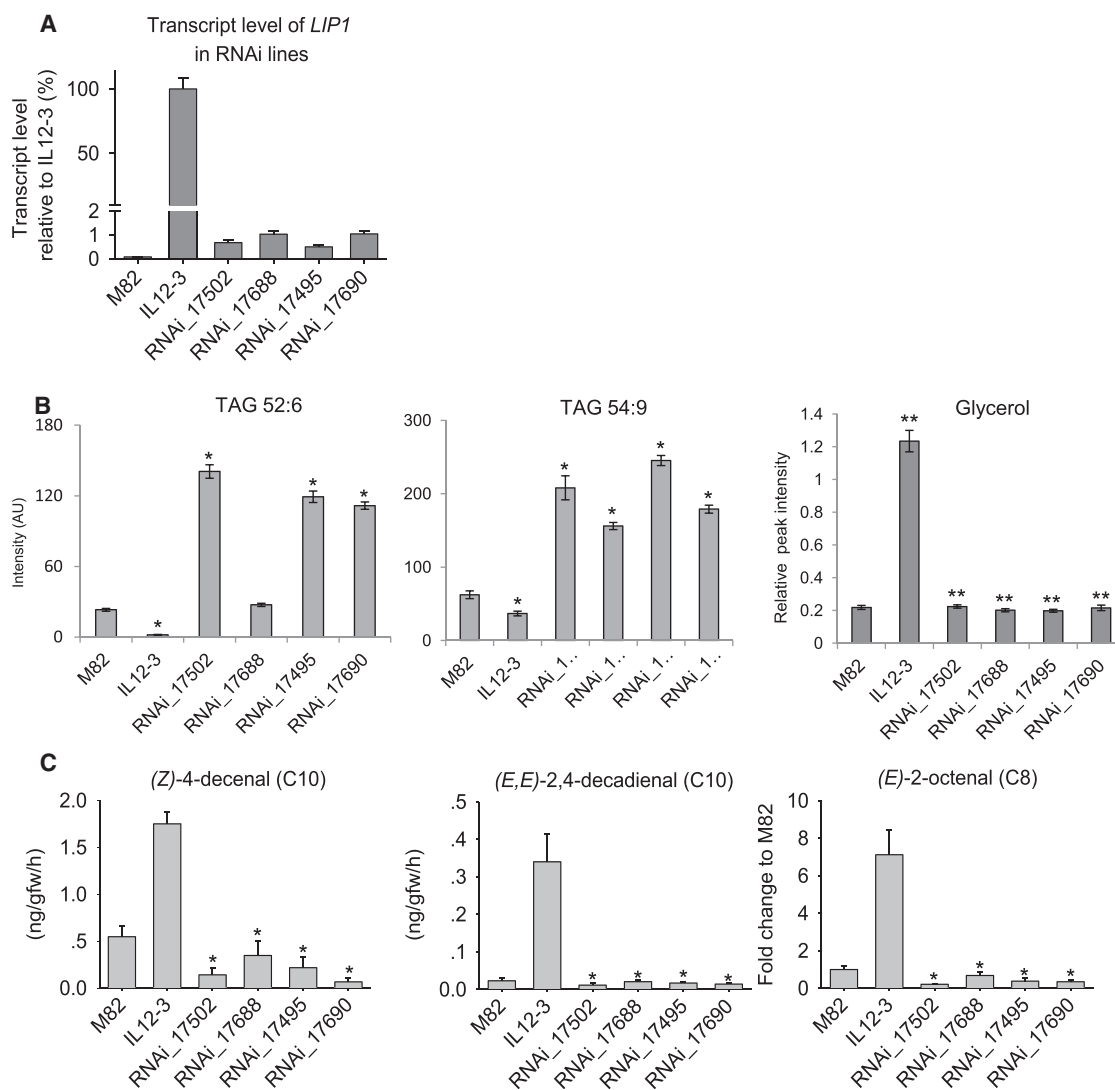 A
Transcript level of LIP1
in RNAi lines
Transcript level
relative to IL12-3 (%)
100
50
2
1
0
M82
IL12-3
RNAi_17502
RNAi_17688
RNAi_17495
RNAi_17690
B
TAG 52:6
Intensity (AU)
180
120
60
0
*
*
*
*
M82
IL12-3
RNAi_17502
RNAi_17688
RNAi_17495
RNAi_17690
TAG 54:9
300
200
100
0
*
*
*
*
*
M82
IL12-3
RNAi_1..
RNAi_1..
RNAi_1..
RNAi_1..
Glycerol
Relative peak intensity
1.4
1.2
1
0.8
0.6
0.4
0.2
0
**
**
**
**
**
M82
IL12-3
RNAi_17502
RNAi_17688
RNAi_17495
RNAi_17690
C
(Z)-4-decenal (C10)
(ng/gfw/h)
2.0
1.5
1.0
.5
0.0
*
*
*
*
M82
IL12-3
RNAi_17502
RNAi_17688
RNAi_17495
RNAi_17690
(E,E)-2,4-decadienal (C10)
(ng/gfw/h)
.5
.4
.3
.2
.1
0.0
*
*
*
*
M82
IL12-3
RNAi_17502
RNAi_17688
RNAi_17495
RNAi_17690
(E)-2-octenal (C8)
Fold change to M82
10
8
6
4
2
0
*
*
*
*
M82
IL12-3
RNAi_17502
RNAi_17688
RNAi_17495
RNAi_17690